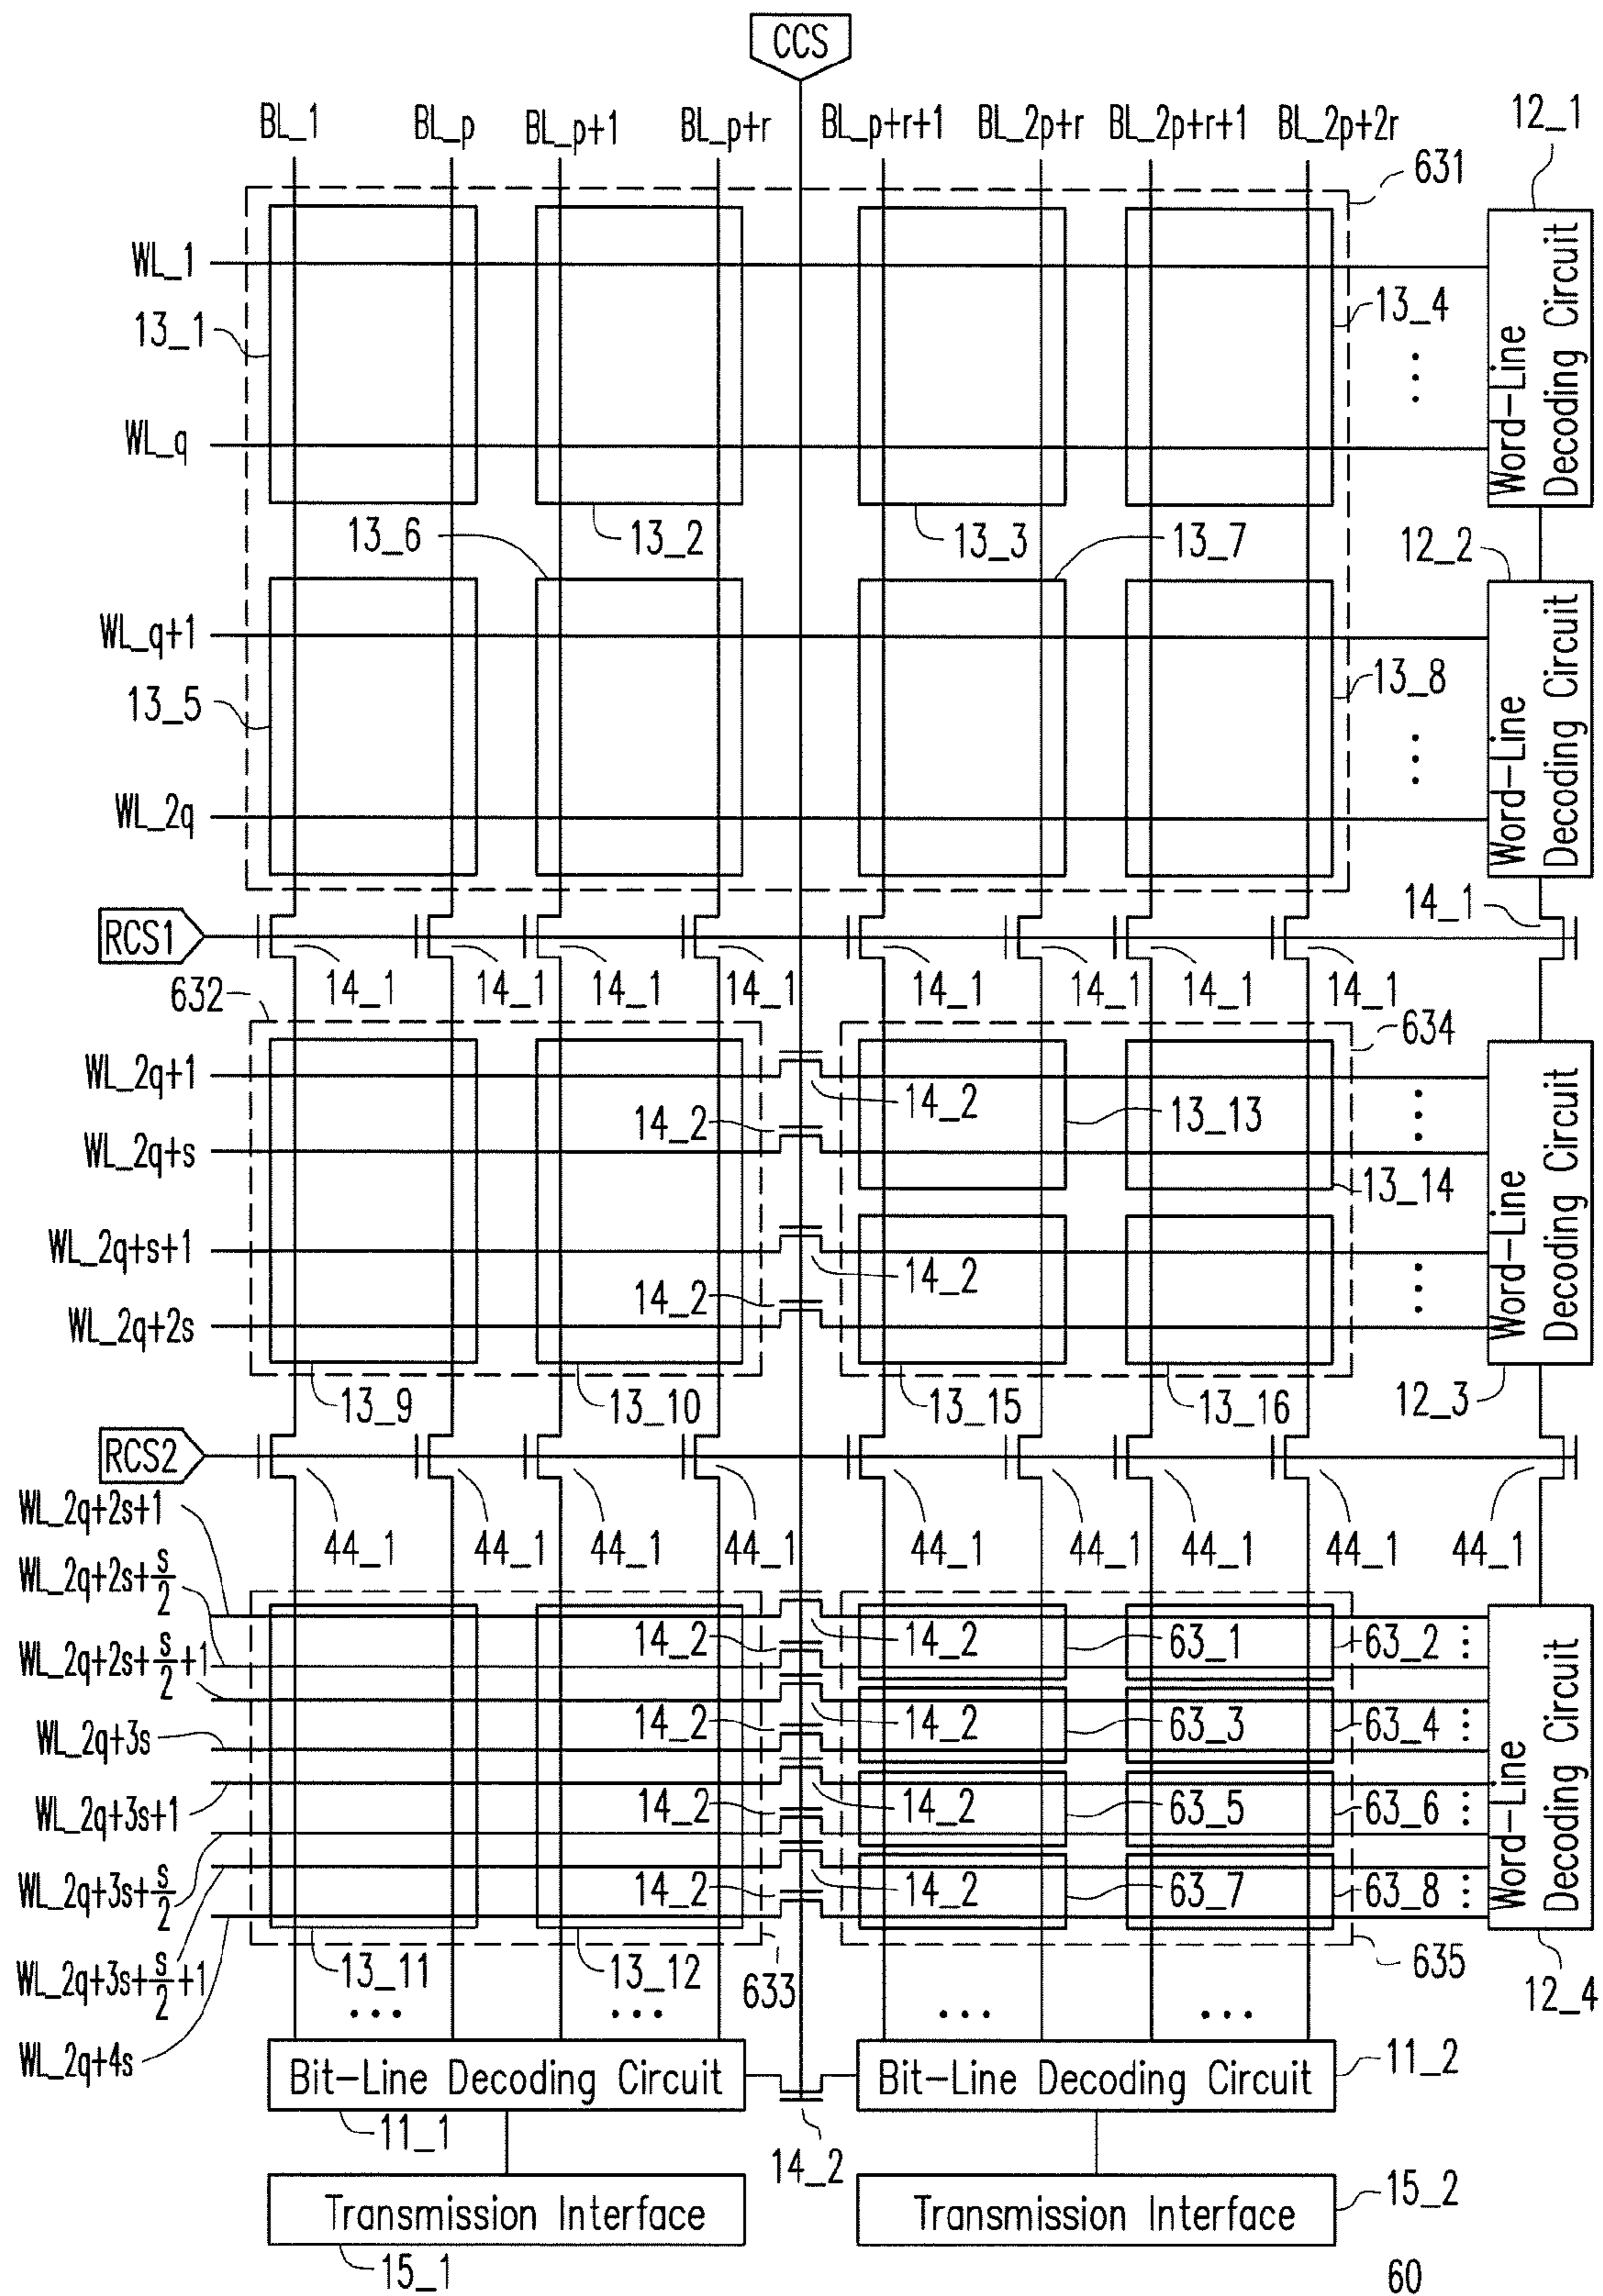 CCS
BL_1 BL_p BL_p+1 BL_p+r BL_p+r+1 BL_2p+r BL_2p+r+1 BL_2p+2r 12_1
631
WL_1
13_1 13_4
Word-Line Decoding Circuit
WL_q
13_6 13_2 13_3 13_7 12_2
WL_q+1
13_5 13_8
Word-Line Decoding Circuit
WL_2q
14_1
RCS1
14_1 14_1 14_1 14_1 14_1 14_1 14_1 14_1
632 634
WL_2q+1
14_2 14_2 13_13
WL_2q+s
13_14
Word-Line Decoding Circuit
WL_2q+s+1
14_2 14_2
WL_2q+2s
13_9 13_10 13_15 13_16 12_3
RCS2
WL_2q+2s+1
44_1 44_1 44_1 44_1 44_1 44_1 44_1 44_1 44_1
WL_2q+2s+s/2
14_2 14_2 63_1 63_2
WL_2q+2s+s/2+1
14_2 14_2 63_3 63_4
WL_2q+3s
Word-Line Decoding Circuit
WL_2q+3s+1
14_2 14_2 63_5 63_6
WL_2q+3s+s/2
14_2 14_2 63_7 63_8
WL_2q+3s+s/2+1
13_11 13_12 633 635 12_4
WL_2q+4s
Bit-Line Decoding Circuit Bit-Line Decoding Circuit 11_2
11_1 14_2
Transmission Interface Transmission Interface 15_2
15_1 60